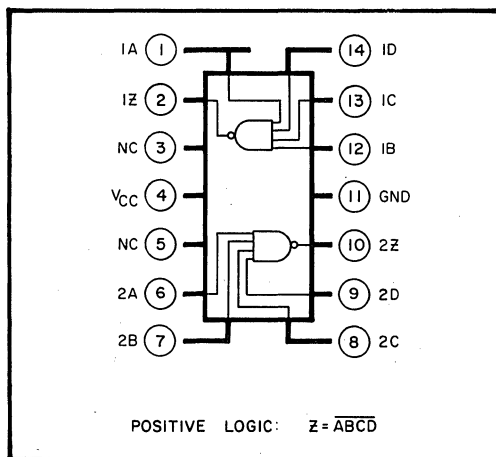 1A 1 14 1D
1Z 2 13 1C
NC 3 12 1B
VCC 4 11 GND
NC 5 10 2Z
2A 6 9 2D
2B 7 8 2C
POSITIVE LOGIC: Z = A̅B̅C̅D̅